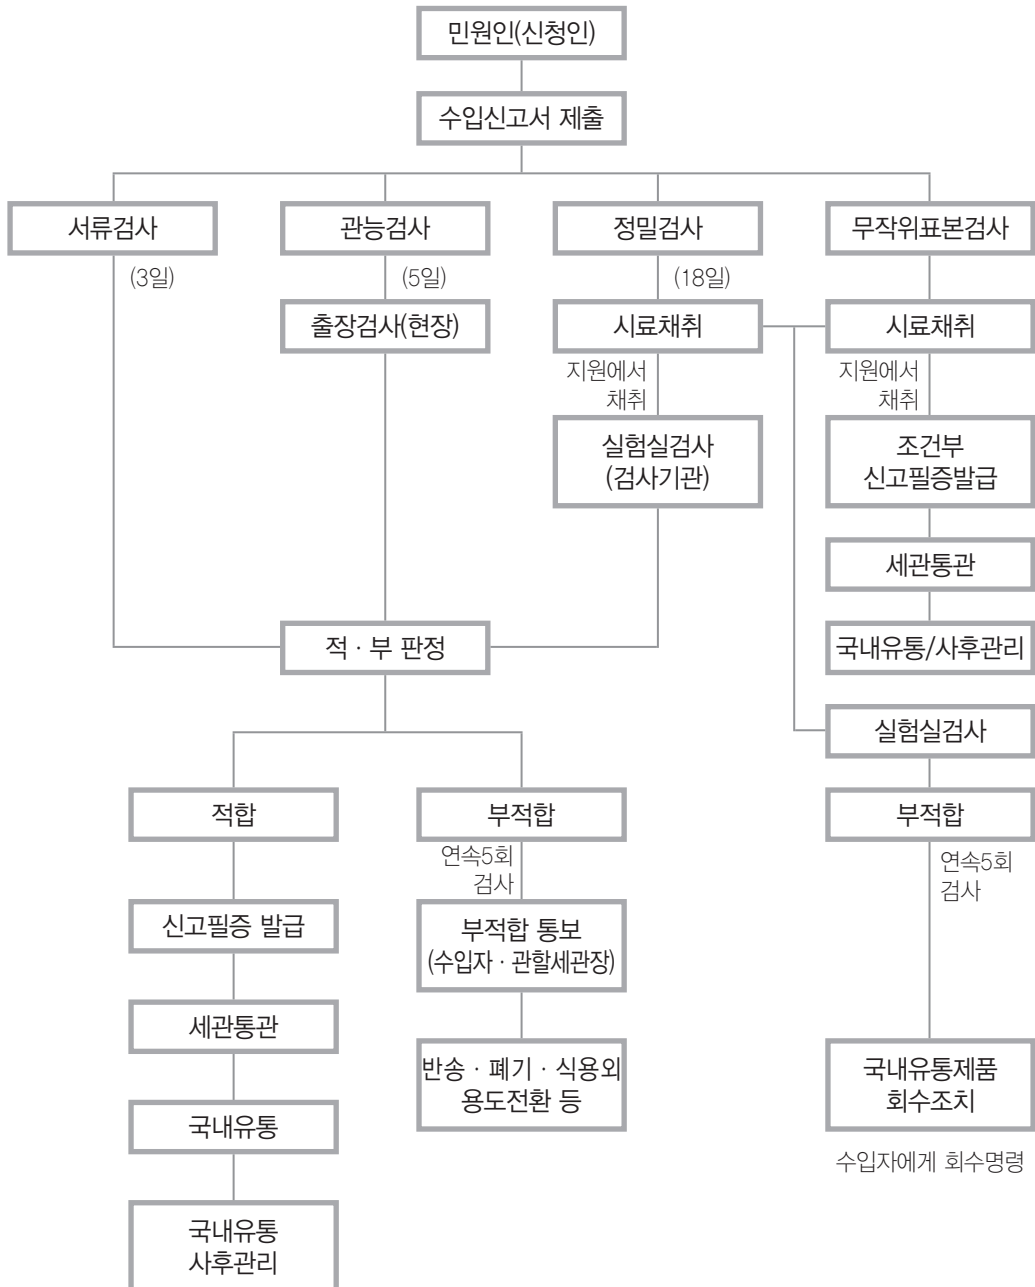 민원인(신청인)
수입신고서 제출
서류검사
관능검사
정밀검사
무작위표본검사
(3일)
(5일)
(18일)
출장검사(현장)
시료채취
시료채취
지원에서
채취
지원에서
채취
실험실검사
(검사기관)
조건부
신고필증발급
세관통관
적 · 부 판정
국내유통/사후관리
실험실검사
적합
부적합
부적합
연속5회
검사
연속5회
검사
신고필증 발급
부적합 통보
(수입자 · 관할세관장)
세관통관
반송 · 폐기 · 식용외
용도전환 등
국내유통제품
회수조치
국내유통
수입자에게 회수명령
국내유통
사후관리